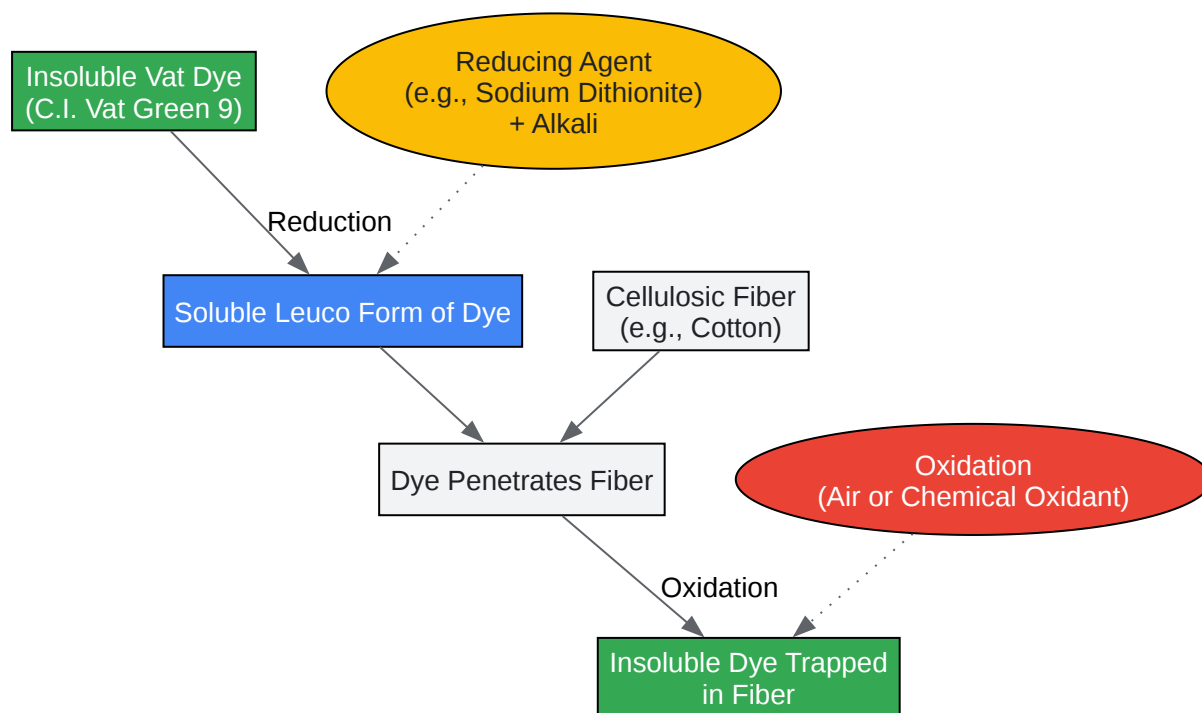 Insoluble Vat Dye
(C.I. Vat Green 9)
Reducing Agent
(e.g., Sodium Dithionite)
+ Alkali
Reduction
Soluble Leuco Form of Dye
Cellulosic Fiber
(e.g., Cotton)
Dye Penetrates Fiber
Oxidation
(Air or Chemical Oxidant)
Oxidation
Insoluble Dye Trapped
in Fiber